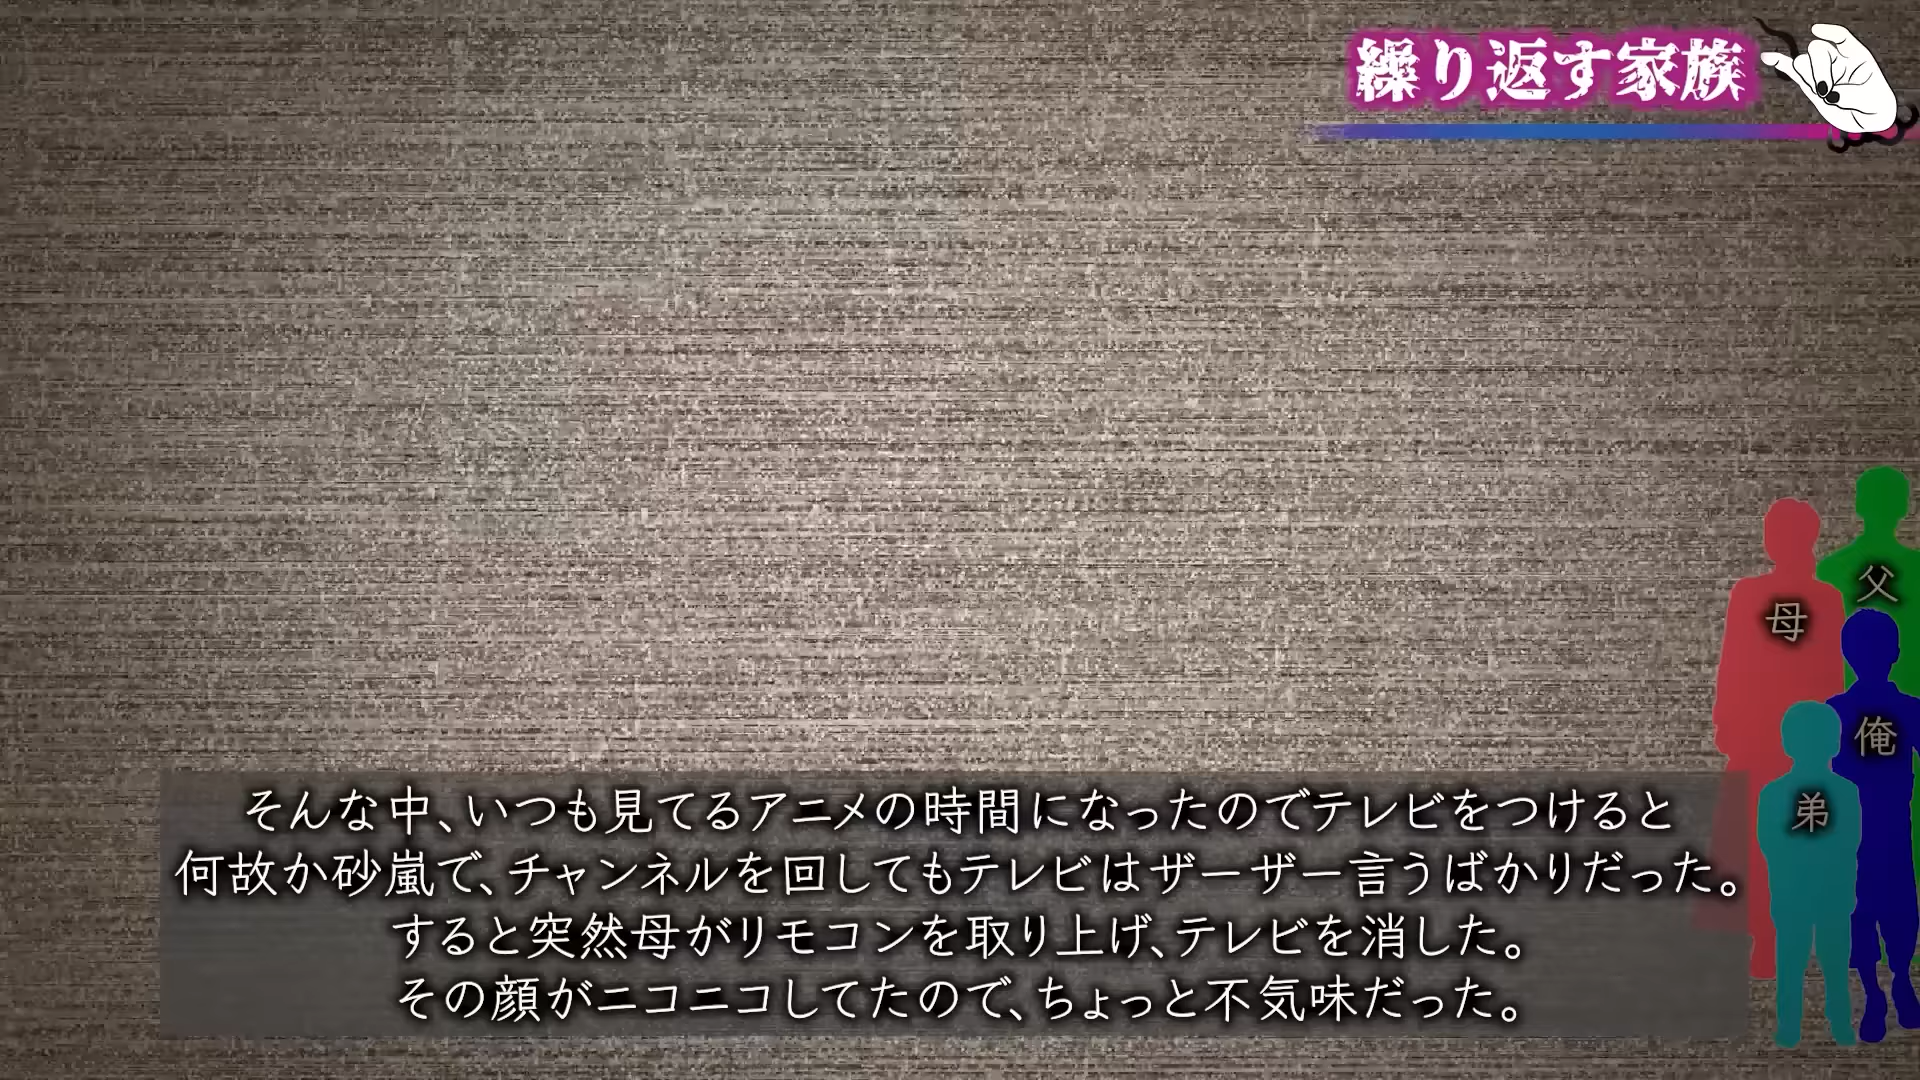 繰り返す家族
父
母
俺
弟
そんな中、いつも見てるアニメの時間になったのでテレビをつけると
何故か砂嵐で、チャンネルを回してもテレビはザーザー言うばかりだった。
すると突然母がリモコンを取り上げ、テレビを消した。
その顔がニコニコしてたので、ちょっと不気味だった。